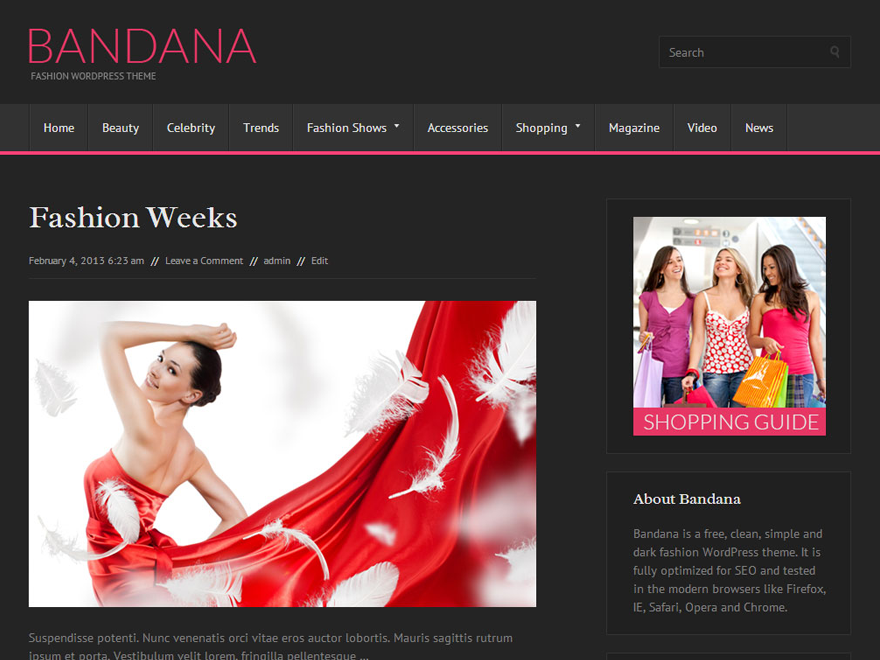 BANDANA
FASHION WORDPRESS THEME
Search
Home Beauty Celebrity Trends Fashion Shows Accessories Shopping Magazine Video News
Fashion Weeks
February 4, 2013 6:23 am // Leave a Comment // admin // Edit
Suspendisse potenti. Nunc venenatis orci vitae eros auctor lobortis. Mauris sagittis rutrum
ipsum et porta. Vestibulum velit lorem, fringilla pellentesque ...
SHOPPING GUIDE
About Bandana
Bandana is a free, clean, simple and
dark fashion WordPress theme. It is
fully optimized for SEO and tested
in the modern browsers like Firefox,
IE, Safari, Opera and Chrome.